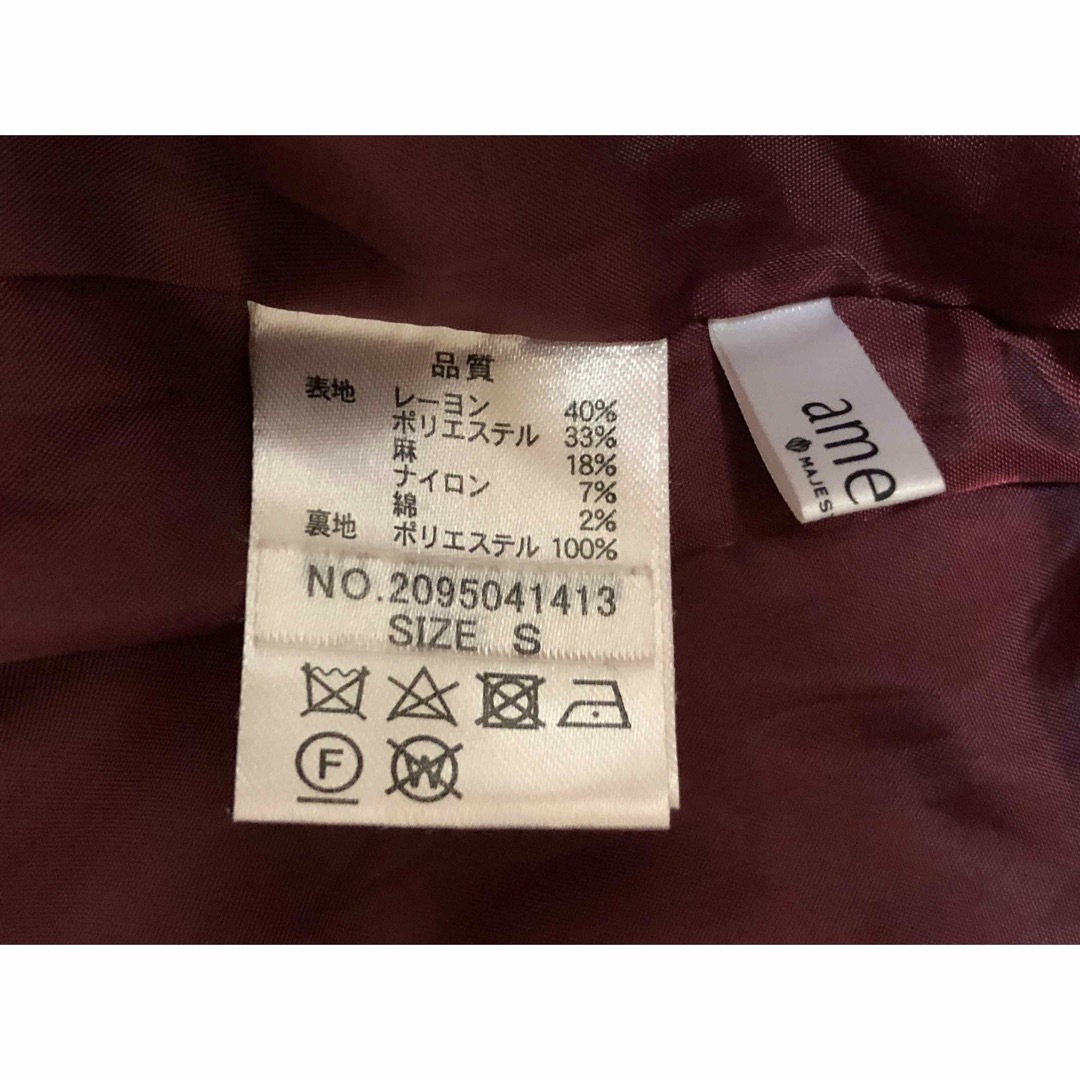 品質
表地 レーヨン 40%
ポリエステル 33%
麻 18%
ナイロン 7%
綿 2%
裏地 ポリエステル 100%
NO.2095041413
SIZE S
F
W
ame
MAJES